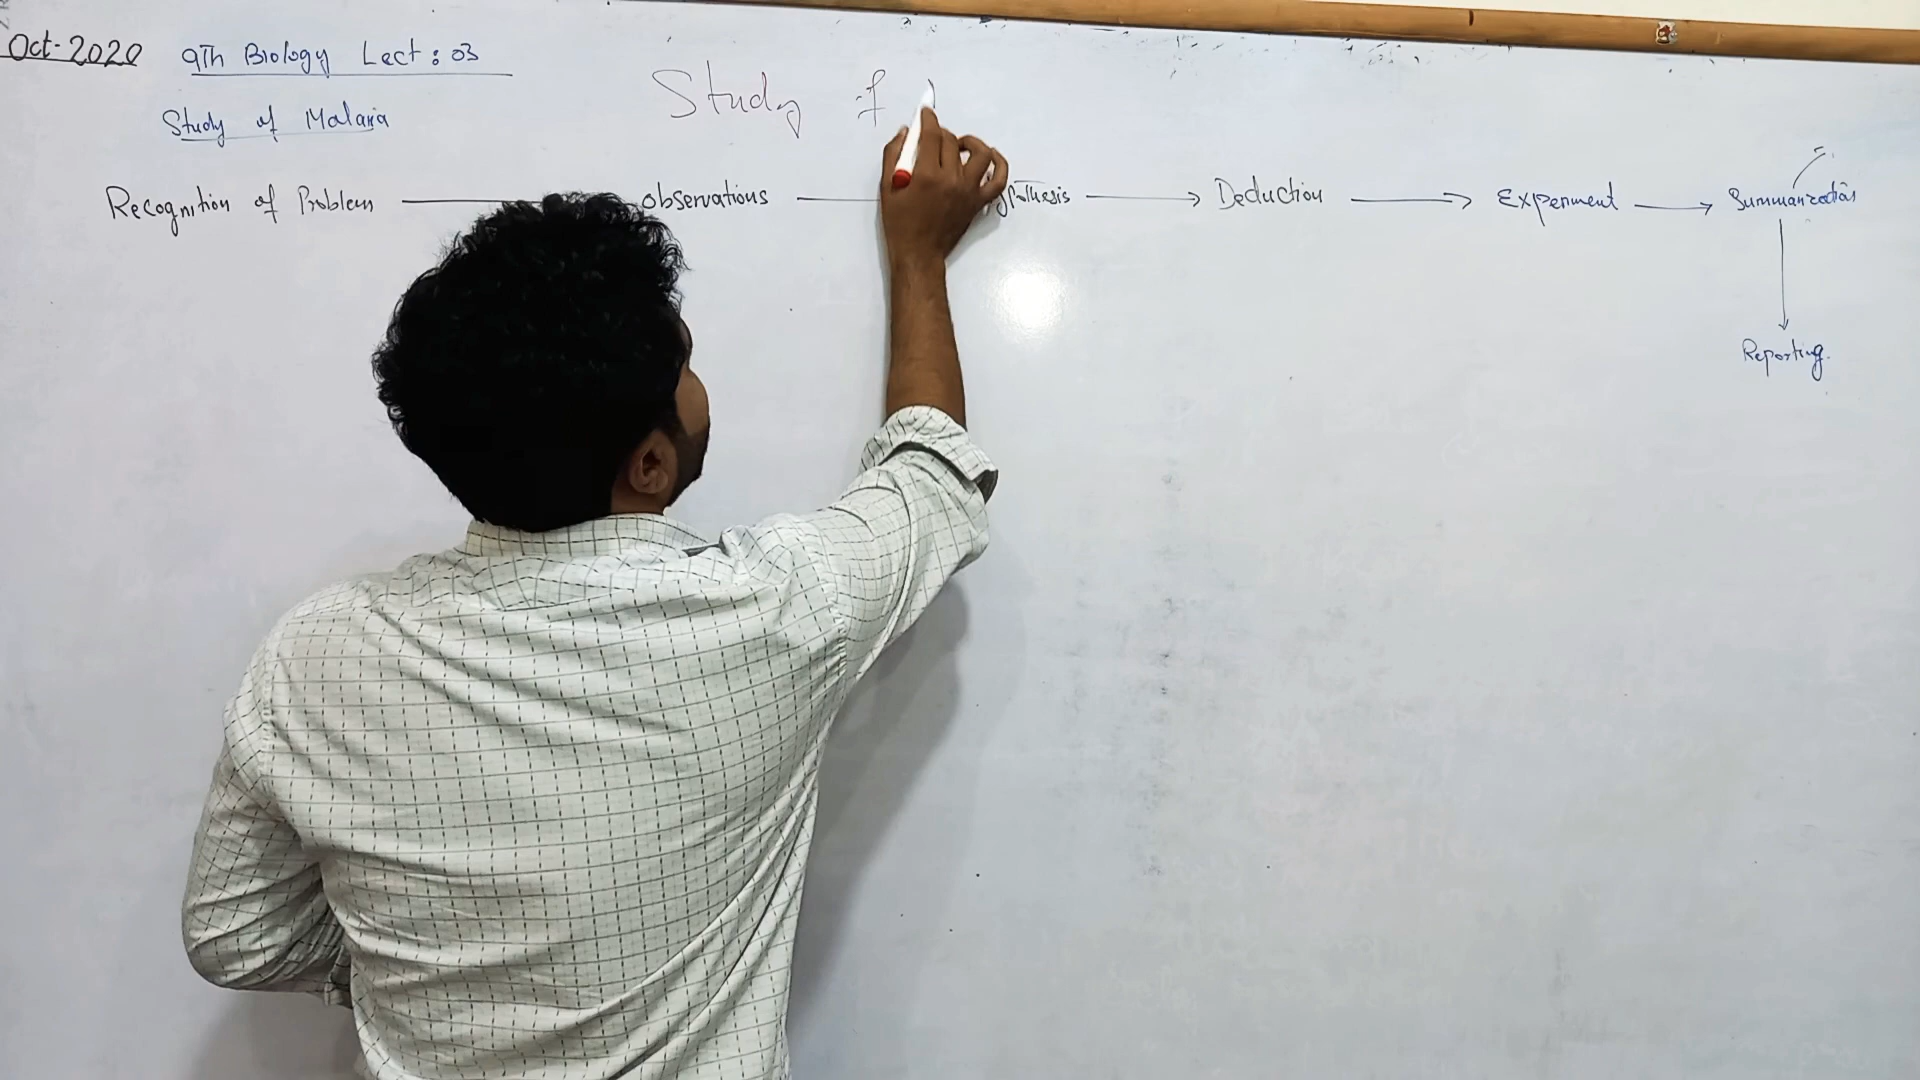 Oct-2020 9Th Biology Lect: 03
Study of
Study of Malaria
Recognition of Problem observations Deduction Experiment Summarization
Reporting.